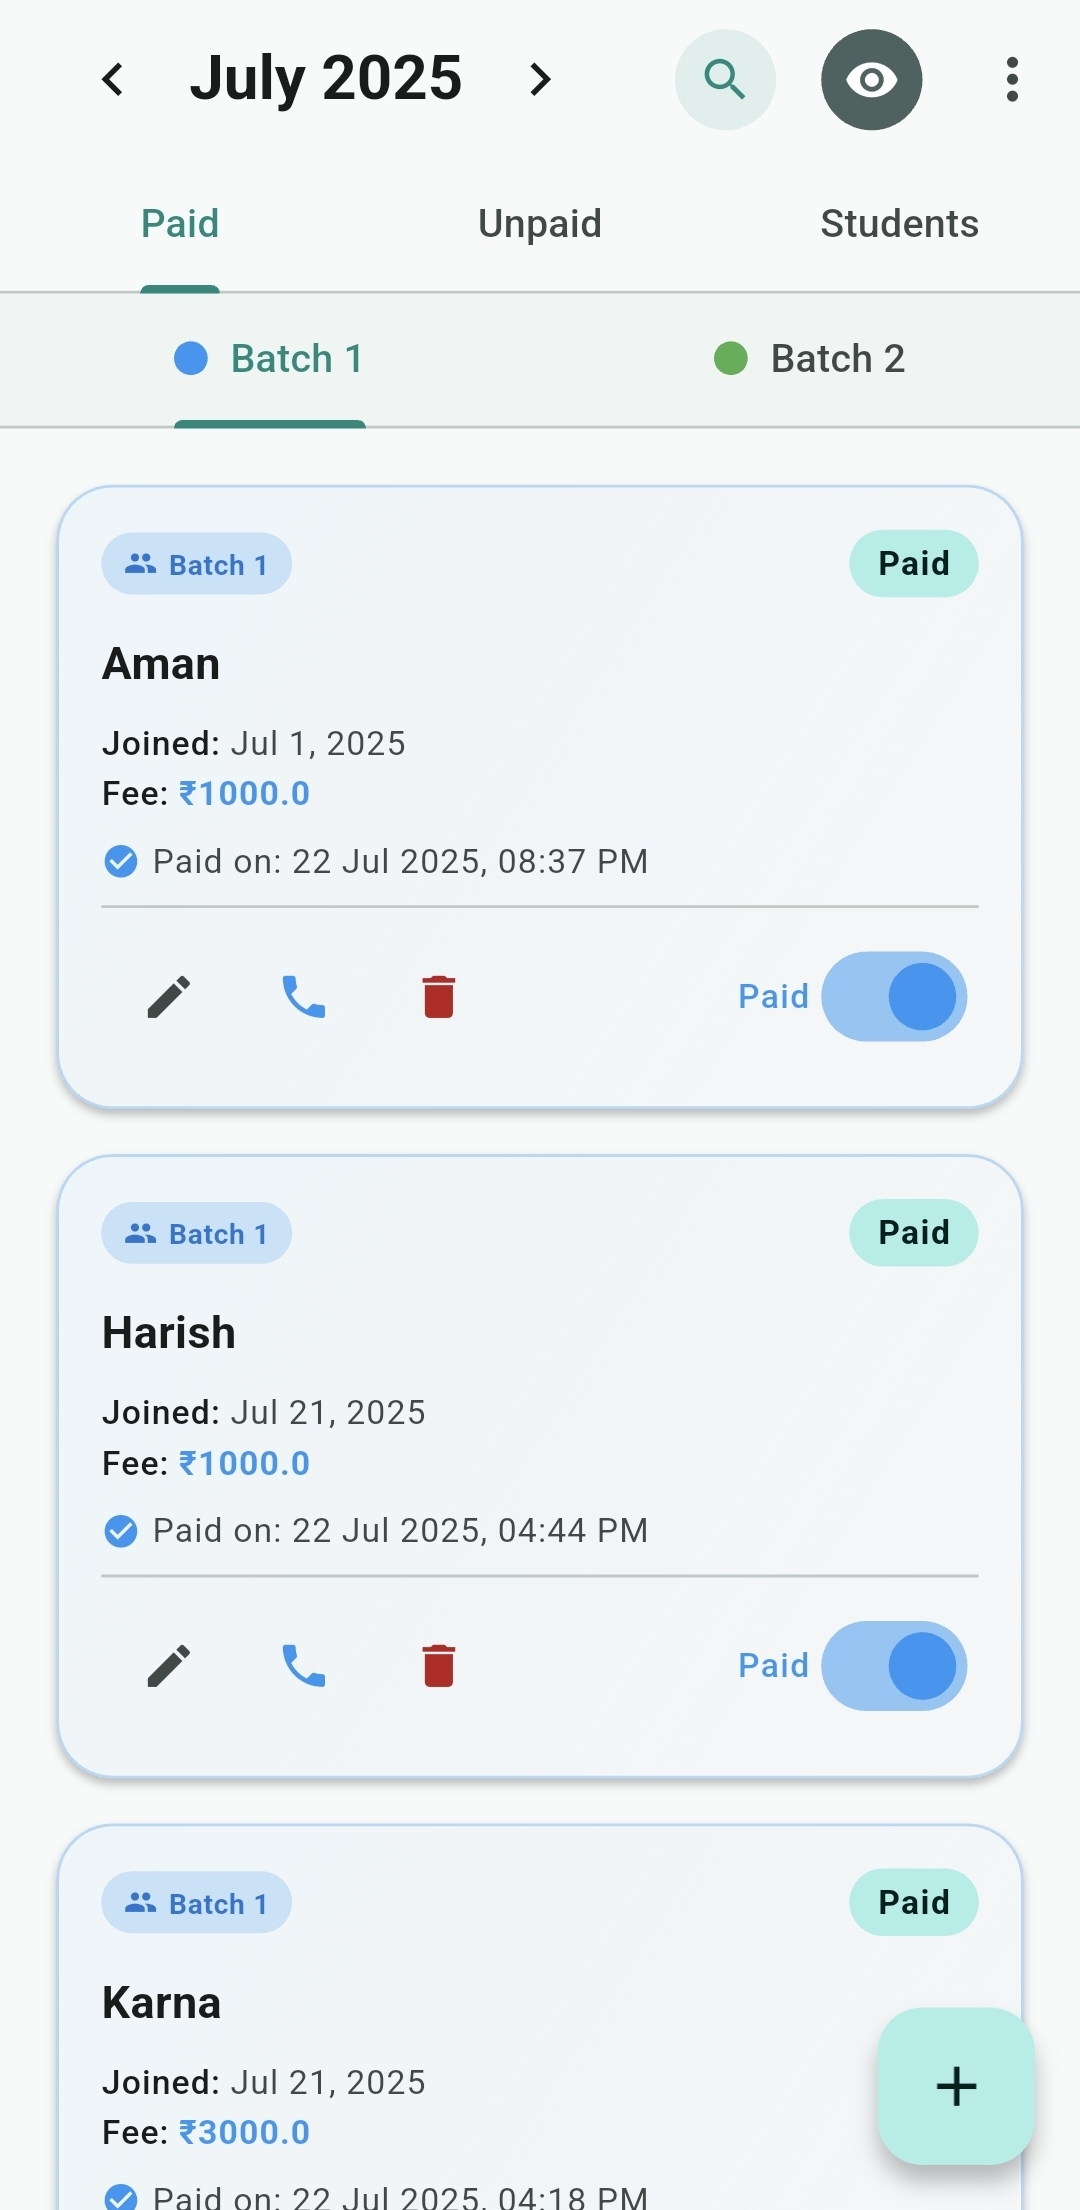 July 2025
Paid Unpaid Students
Batch 1 Batch 2
Batch 1 Paid
Aman
Joined: Jul 1, 2025
Fee: ₹1000.0
Paid on: 22 Jul 2025, 08:37 PM
Paid
Batch 1 Paid
Harish
Joined: Jul 21, 2025
Fee: ₹1000.0
Paid on: 22 Jul 2025, 04:44 PM
Paid
Batch 1 Paid
Karna
Joined: Jul 21, 2025
Fee: ₹3000.0
Paid on: 22 Jul 2025, 04:18 PM